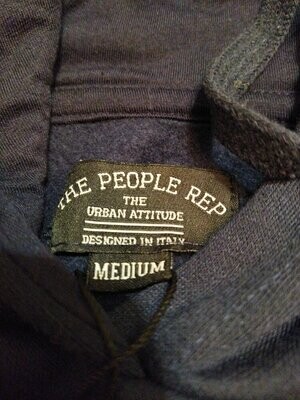 THE PEOPLE REP
THE
URBAN ATTITUDE
DESIGNED IN ITALY
MEDIUM